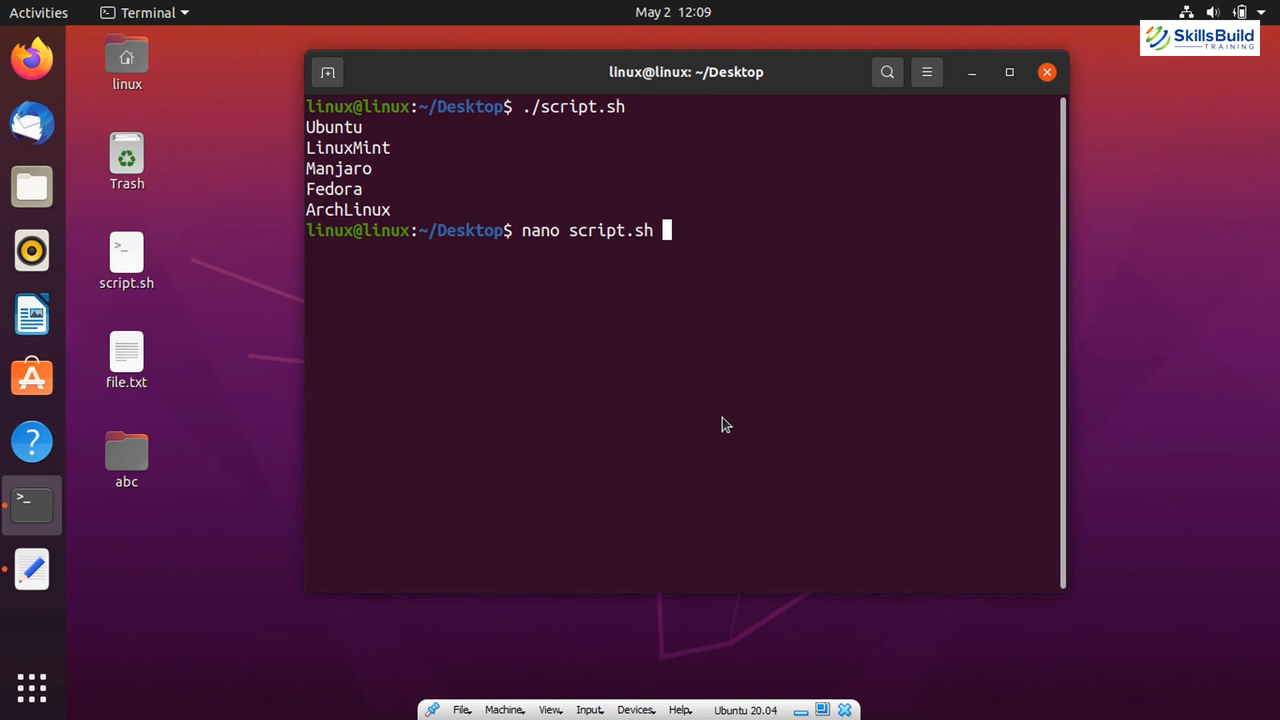 Activities
Terminal
May 2 12:09
SkillsBuild
TRAINING
linux
Trash
script.sh
file.txt
abc
linux@linux: ~/Desktop
linux@linux:~/Desktop$ ./script.sh
Ubuntu
LinuxMint
Manjaro
Fedora
ArchLinux
linux@linux:~/Desktop$ nano script.sh
File Machine View Input Devices Help Ubuntu 20.04